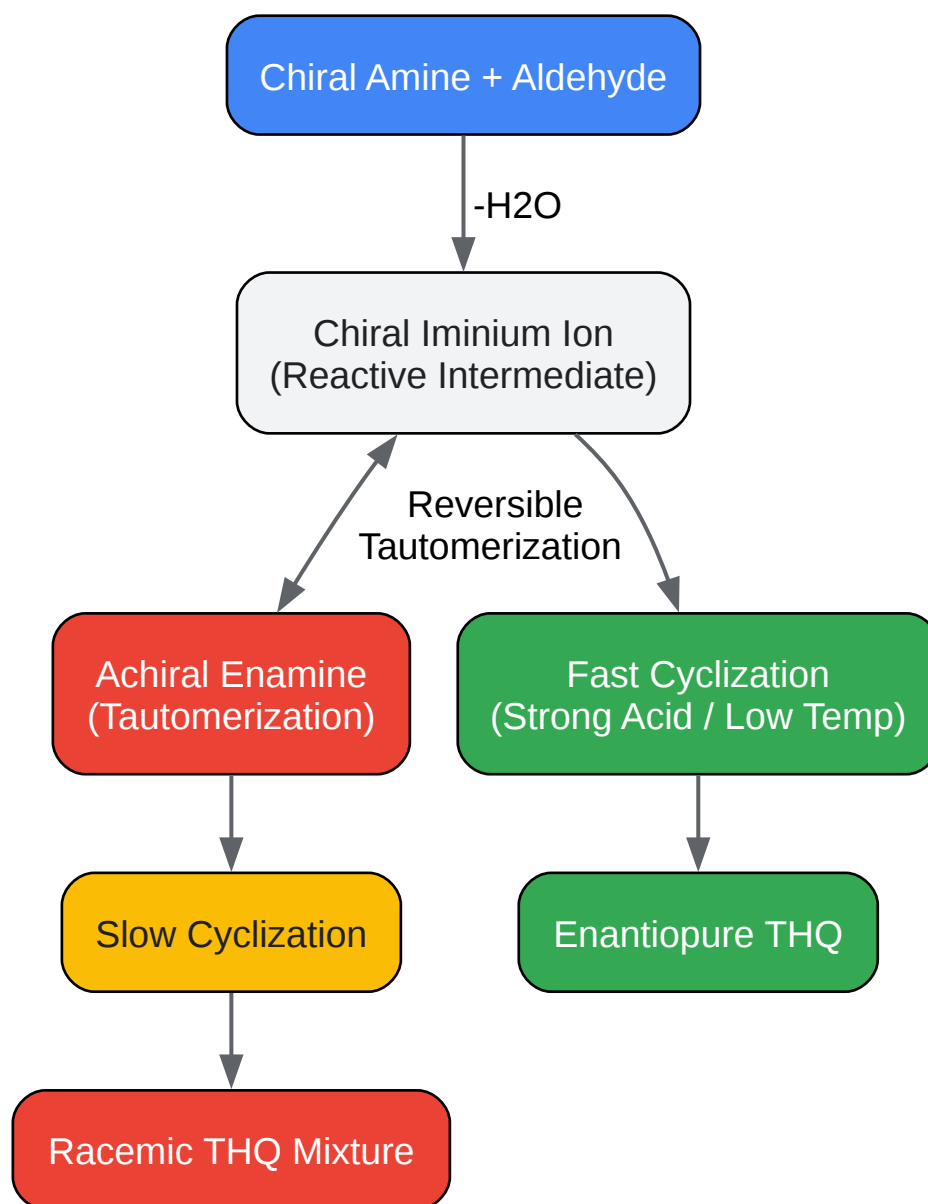 Chiral Amine + Aldehyde
-H2O
Chiral Iminium Ion
(Reactive Intermediate)
Reversible
Tautomerization
Achiral Enamine
(Tautomerization)
Fast Cyclization
(Strong Acid / Low Temp)
Slow Cyclization
Enantiopure THQ
Racemic THQ Mixture